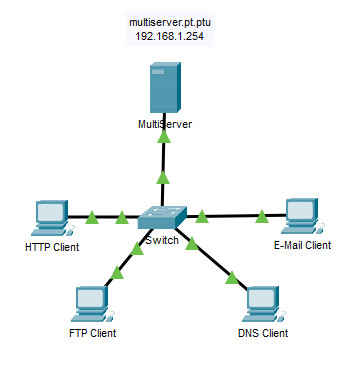 multiserver.pt.ptu
192.168.1.254
MultiServer
HTTP Client
Switch
E-Mail Client
FTP Client
DNS Client